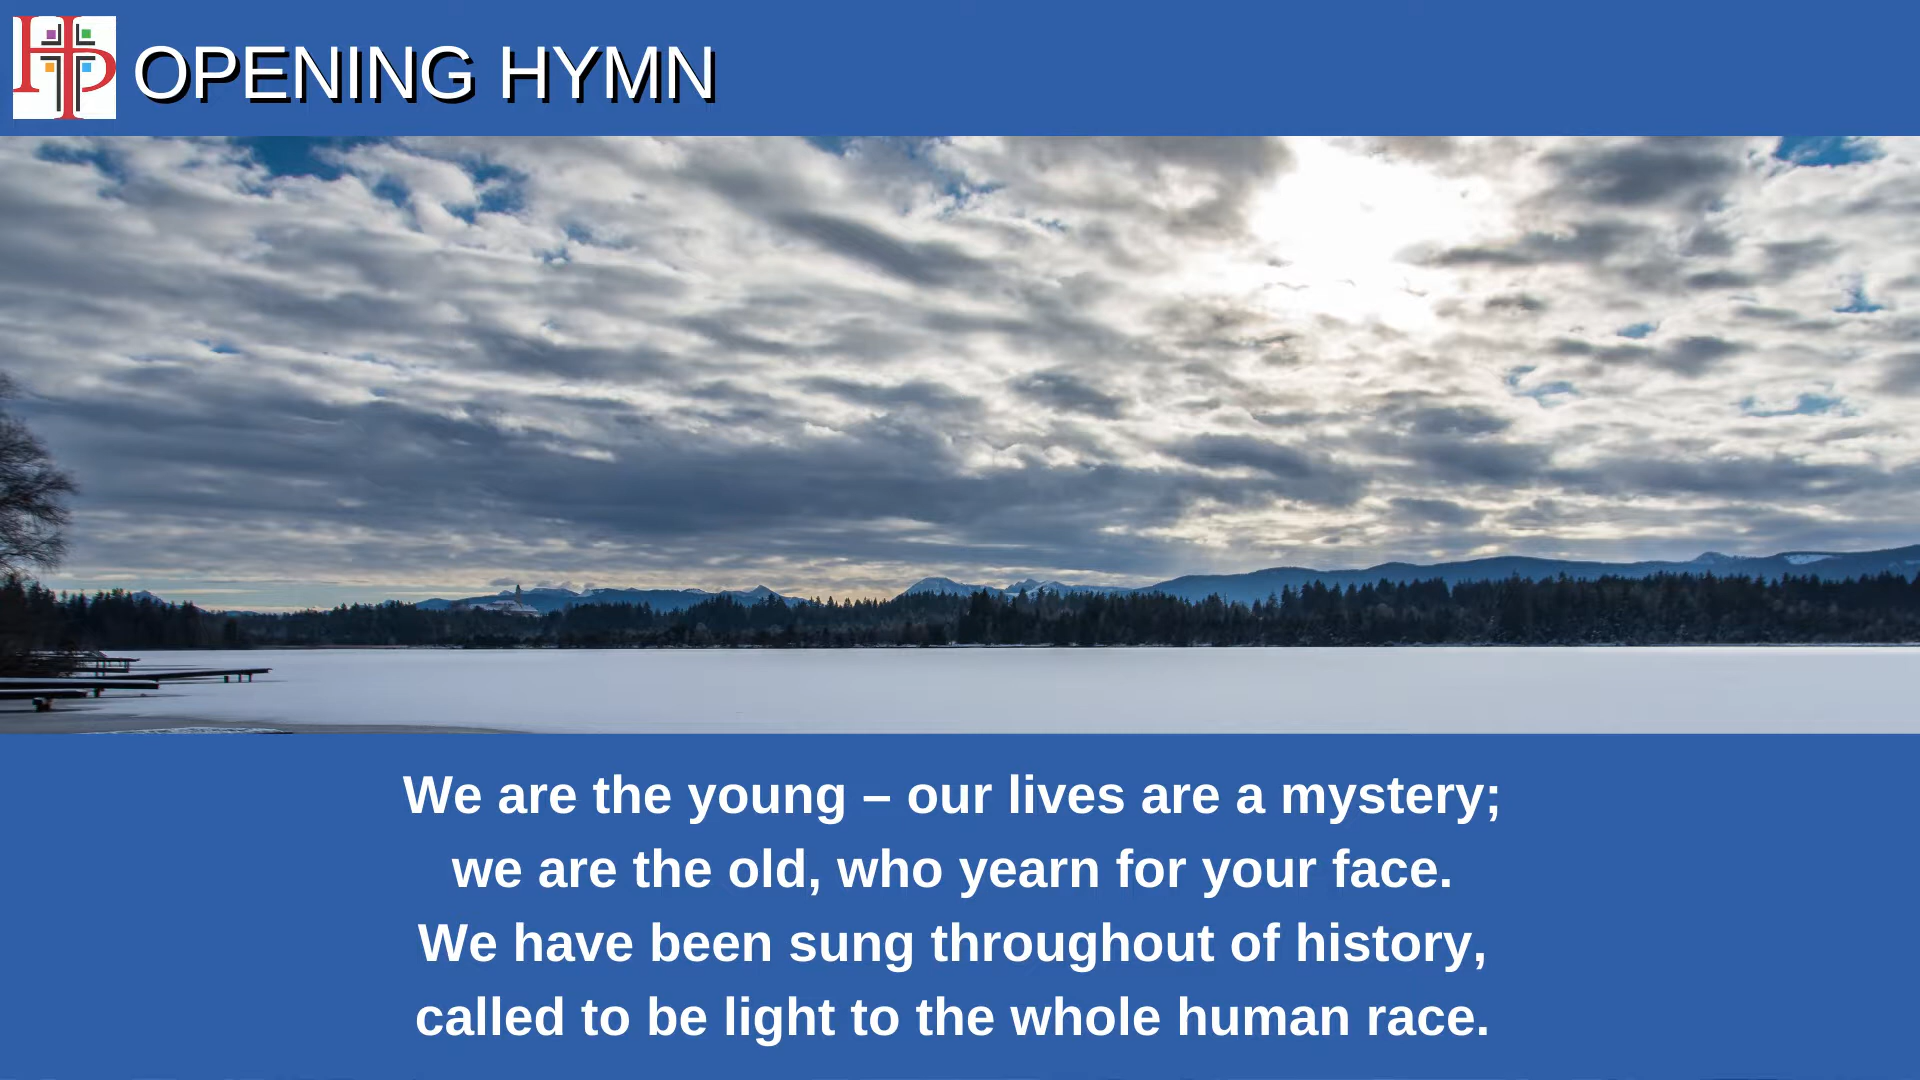 OPENING HYMN
We are the young – our lives are a mystery;
we are the old, who yearn for your face.
We have been sung throughout of history,
called to be light to the whole human race.